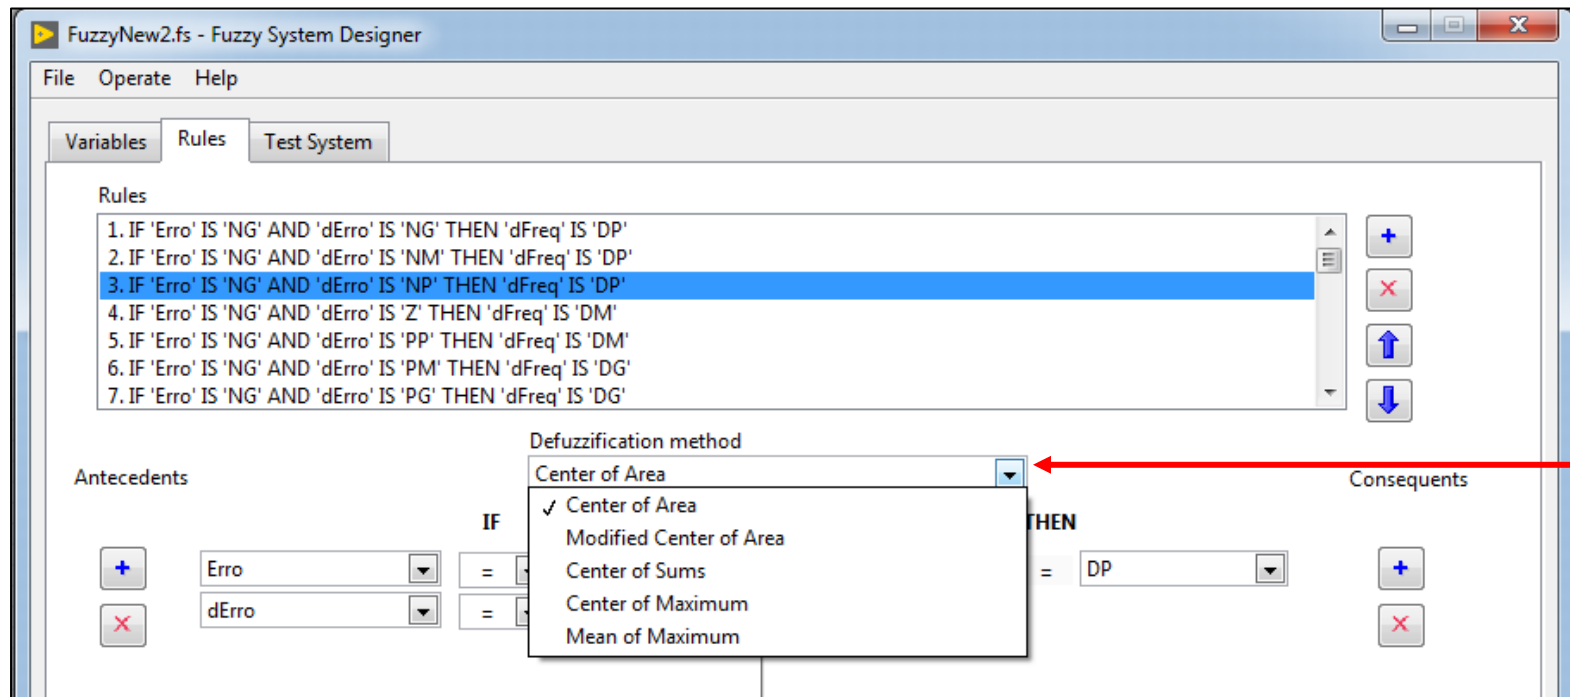 FuzzyNew2.fs - Fuzzy System Designer
File Operate Help
Variables Rules Test System
Rules
1. IF 'Erro' IS 'NG' AND 'dErro' IS 'NG' THEN 'dFreq' IS 'DP'
2. IF 'Erro' IS 'NG' AND 'dErro' IS 'NM' THEN 'dFreq' IS 'DP'
3. IF 'Erro' IS 'NG' AND 'dErro' IS 'NP' THEN 'dFreq' IS 'DP'
4. IF 'Erro' IS 'NG' AND 'dErro' IS 'Z' THEN 'dFreq' IS 'DM'
5. IF 'Erro' IS 'NG' AND 'dErro' IS 'PP' THEN 'dFreq' IS 'DM'
6. IF 'Erro' IS 'NG' AND 'dErro' IS 'PM' THEN 'dFreq' IS 'DG'
7. IF 'Erro' IS 'NG' AND 'dErro' IS 'PG' THEN 'dFreq' IS 'DG'
Defuzzification method
Antecedents Center of Area Consequents
Center of Area
IF THEN
Modified Center of Area
Erro = Center of Sums = DP
dErro = Center of Maximum
Mean of Maximum